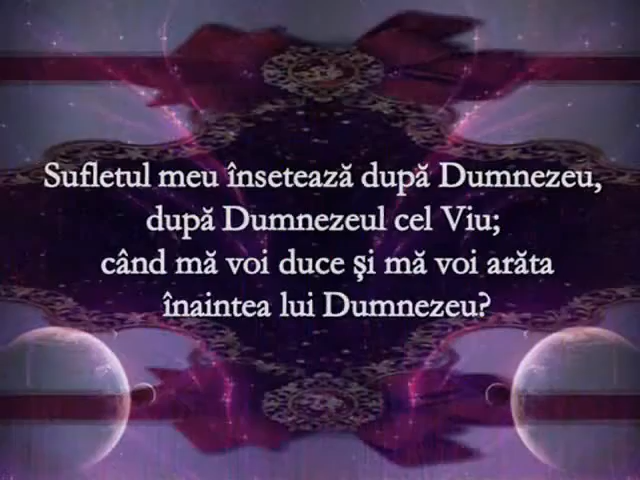 Sufletul meu însetează după Dumnezeu,
după Dumnezeul cel Viu;
când mă voi duce și mă voi arăta
înaintea lui Dumnezeu?